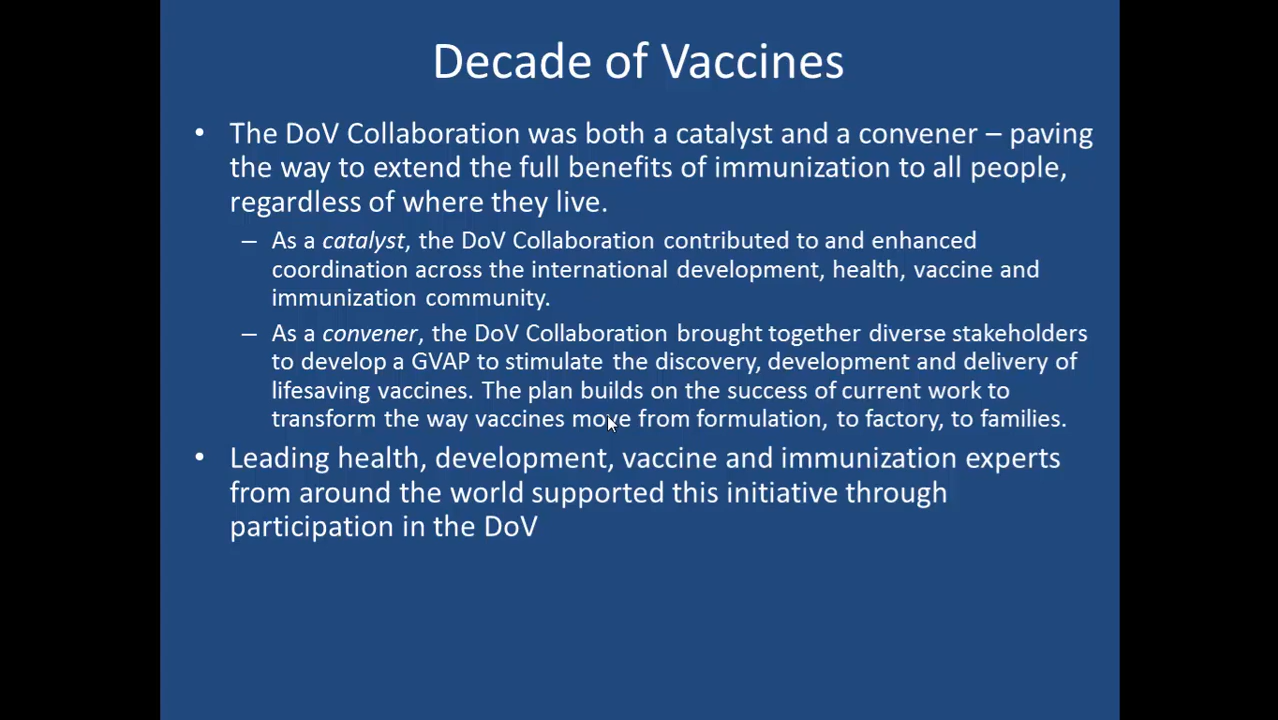 Decade of Vaccines
• The DoV Collaboration was both a catalyst and a convener – paving
the way to extend the full benefits of immunization to all people,
regardless of where they live.
– As a catalyst, the DoV Collaboration contributed to and enhanced
coordination across the international development, health, vaccine and
immunization community.
– As a convener, the DoV Collaboration brought together diverse stakeholders
to develop a GVAP to stimulate the discovery, development and delivery of
lifesaving vaccines. The plan builds on the success of current work to
transform the way vaccines move from formulation, to factory, to families.
• Leading health, development, vaccine and immunization experts
from around the world supported this initiative through
participation in the DoV